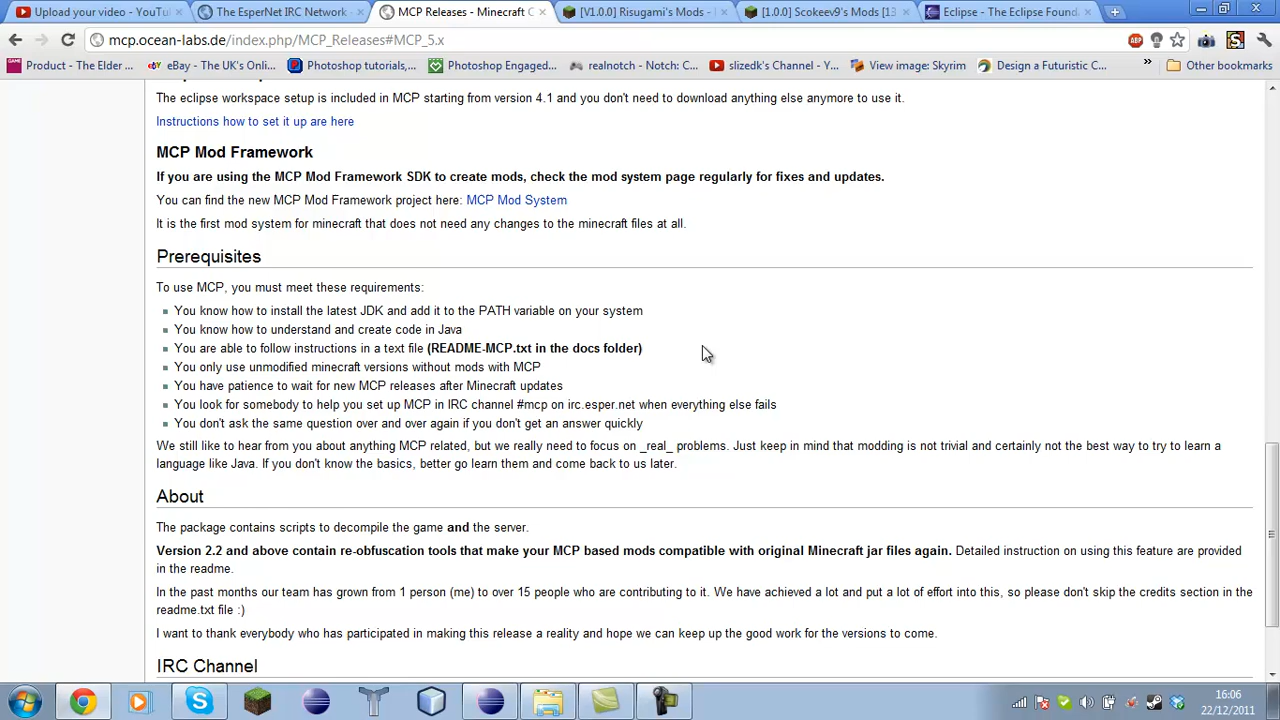 Upload your video - YouTu
The EsperNet IRC Network -
MCP Releases - Minecraft C
[V1.0.0] Risugami's Mods -
[1.0.0] Scokeev9's Mods [13
Eclipse - The Eclipse Found
mcp.ocean-labs.de/index.php/MCP_Releases#MCP_5.x
ABP
Product - The Elder ...
eBay - The UK's Onli...
Photoshop tutorials,...
Photoshop Engaged...
realnotch - Notch: C...
slizedk's Channel - Y...
View image: Skyrim
Design a Futuristic C...
»
Other bookmarks
The eclipse workspace setup is included in MCP starting from version 4.1 and you don't need to download anything else anymore to use it.
Instructions how to set it up are here
MCP Mod Framework
If you are using the MCP Mod Framework SDK to create mods, check the mod system page regularly for fixes and updates.
You can find the new MCP Mod Framework project here: MCP Mod System
It is the first mod system for minecraft that does not need any changes to the minecraft files at all.
Prerequisites
To use MCP, you must meet these requirements:
You know how to install the latest JDK and add it to the PATH variable on your system
You know how to understand and create code in Java
You are able to follow instructions in a text file (README-MCP.txt in the docs folder)
You only use unmodified minecraft versions without mods with MCP
You have patience to wait for new MCP releases after Minecraft updates
You look for somebody to help you set up MCP in IRC channel #mcp on irc.esper.net when everything else fails
You don't ask the same question over and over again if you don't get an answer quickly
We still like to hear from you about anything MCP related, but we really need to focus on _real_ problems. Just keep in mind that modding is not trivial and certainly not the best way to try to learn a
language like Java. If you don't know the basics, better go learn them and come back to us later.
About
The package contains scripts to decompile the game and the server.
Version 2.2 and above contain re-obfuscation tools that make your MCP based mods compatible with original Minecraft jar files again. Detailed instruction on using this feature are provided
in the readme.
In the past months our team has grown from 1 person (me) to over 15 people who are contributing to it. We have achieved a lot and put a lot of effort into this, so please don't skip the credits section in the
readme.txt file :)
I want to thank everybody who has participated in making this release a reality and hope we can keep up the good work for the versions to come.
IRC Channel
16:06
22/12/2011